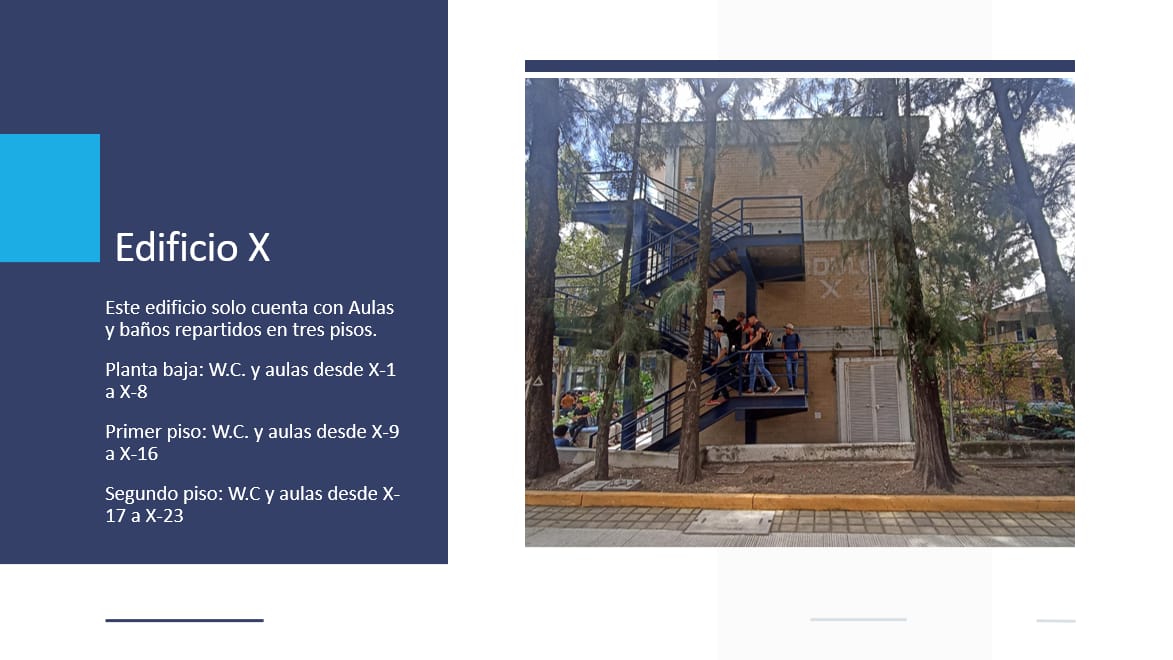 Edificio X
Este edificio solo cuenta con Aulas
y baños repartidos en tres pisos.
Planta baja: W.C. y aulas desde X-1
a X-8
Primer piso: W.C. y aulas desde X-9
a X-16
Segundo piso: W.C y aulas desde X-
17 a X-23
X